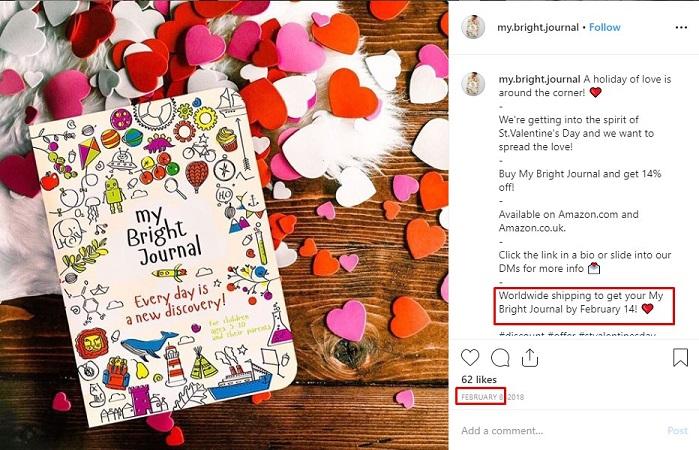 my
Bright
Journal
Every day is
a new discovery!
for children
ages 5-10
and their parents
my.bright.journal • Follow
my.bright.journal A holiday of love is
around the corner! ❤️
-
We're getting into the spirit of
St.Valentine's Day and we want to
spread the love!
-
Buy My Bright Journal and get 14%
off!
-
Available on Amazon.com and
Amazon.co.uk.
-
Click the link in a bio or slide into our
DMs for more info 💌
-
Worldwide shipping to get your My
Bright Journal by February 14! ❤️
#discount #offer #stvalentinesday
62 likes
FEBRUARY 8, 2018
Add a comment...
Post